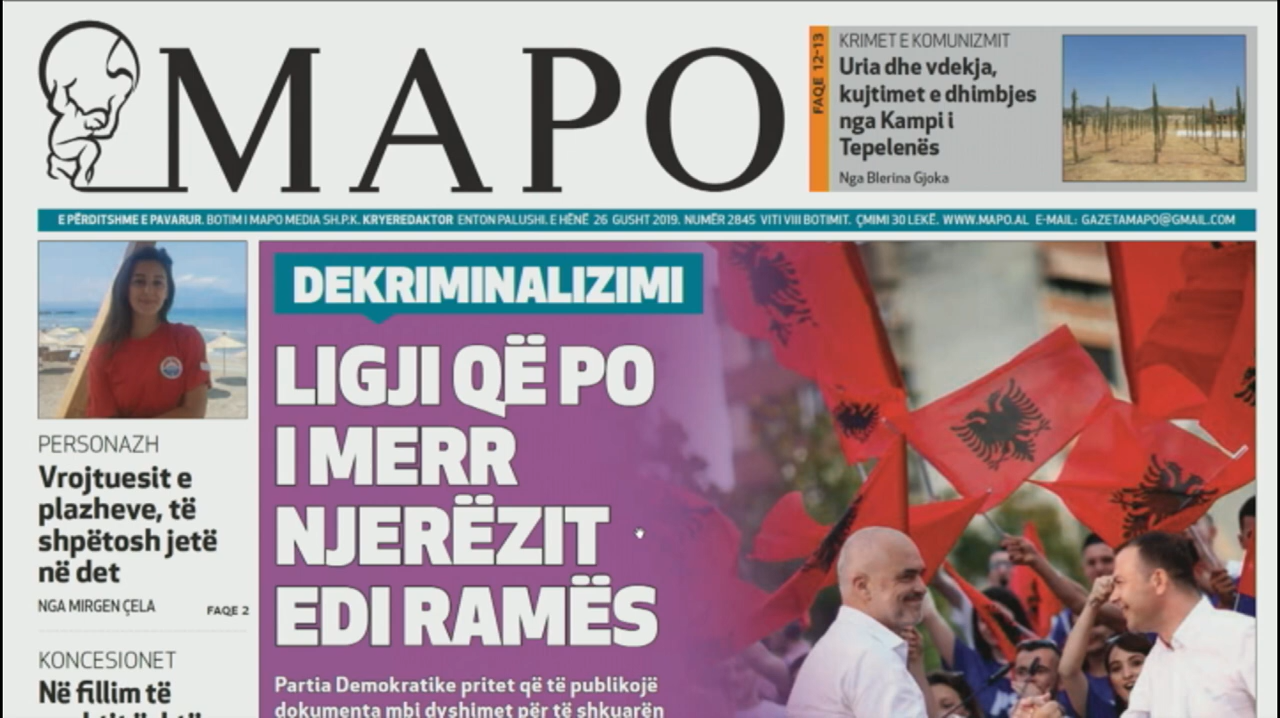 MAPO
FAQE 12-13
KRIMET E KOMUNIZMIT
Uria dhe vdekja,
kujtimet e dhimbjes
nga Kampi i
Tepelenës
Nga Blerina Gjoka
E PËRDITSHME E PAVARUR. BOTIM I MAPO MEDIA SH.P.K. KRYEREDAKTOR ENTON PALUSHI. E HËNË 26 GUSHT 2019. NUMËR 2845 VITI VIII BOTIMIT. ÇMIMI 30 LEKË. WWW.MAPO.AL E-MAIL: GAZETAMAPO@GMAIL.COM
PERSONAZH
Vrojtuesit e
plazheve, të
shpëtosh jetë
në det
NGA MIRGEN ÇELA
FAQE 2
KONCESIONET
Në fillim të
DEKRIMINALIZIMI
LIGJI QË PO
I MERR
NJERËZIT
EDI RAMËS
Partia Demokratike pritet që të publikojë
dokumenta mbi dyshimet për të shkuarën